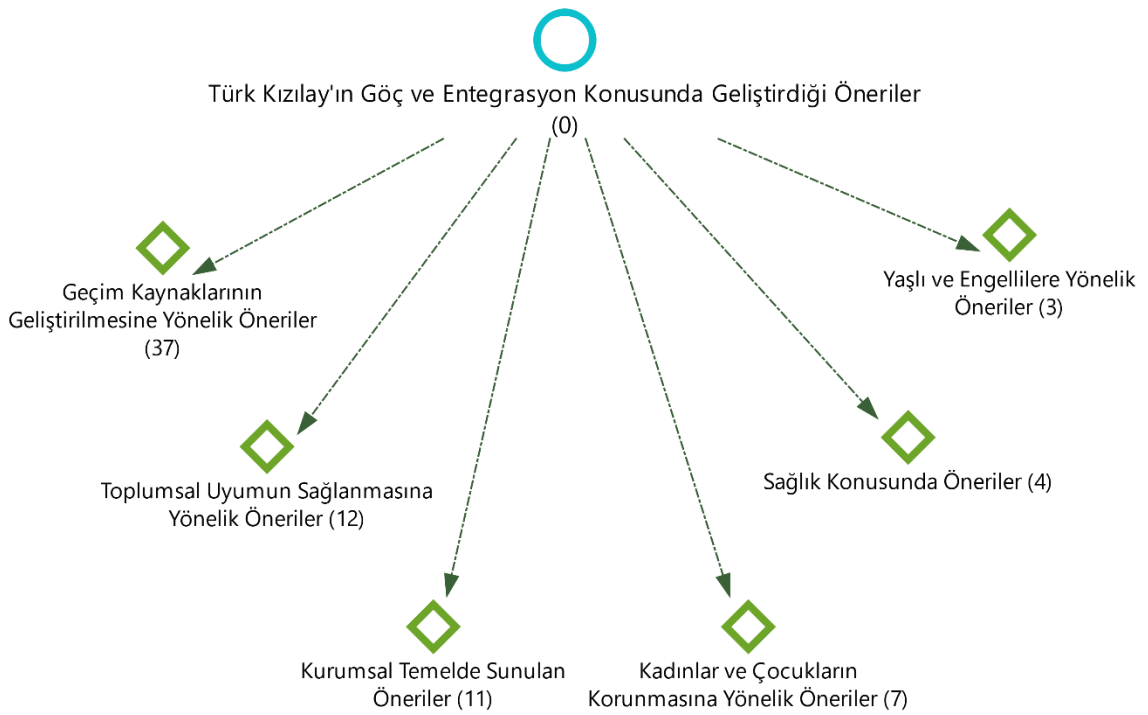 Türk Kızılay'ın Göç ve Entegrasyon Konusunda Geliştirdiği Öneriler
(0)
Geçim Kaynaklarının
Geliştirilmesine Yönelik Öneriler
(37)
Toplumsal Uyumun Sağlanmasına
Yönelik Öneriler (12)
Kurumsal Temelde Sunulan
Öneriler (11)
Kadınlar ve Çocukların
Korunmasına Yönelik Öneriler (7)
Sağlık Konusunda Öneriler (4)
Yaşlı ve Engellilere Yönelik
Öneriler (3)